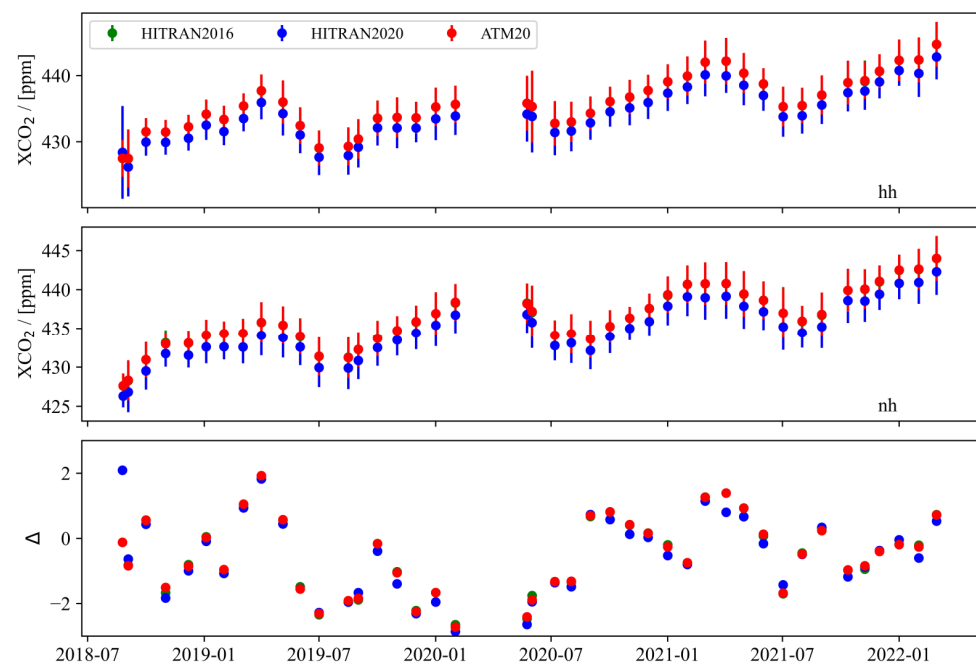 HITRAN2016 HITRAN2020 ATM20
XCO2 / [ppm]
440
430
hh
XCO2 / [ppm]
445
440
435
430
425
nh
Δ
2
0
−2
2018-07 2019-01 2019-07 2020-01 2020-07 2021-01 2021-07 2022-01